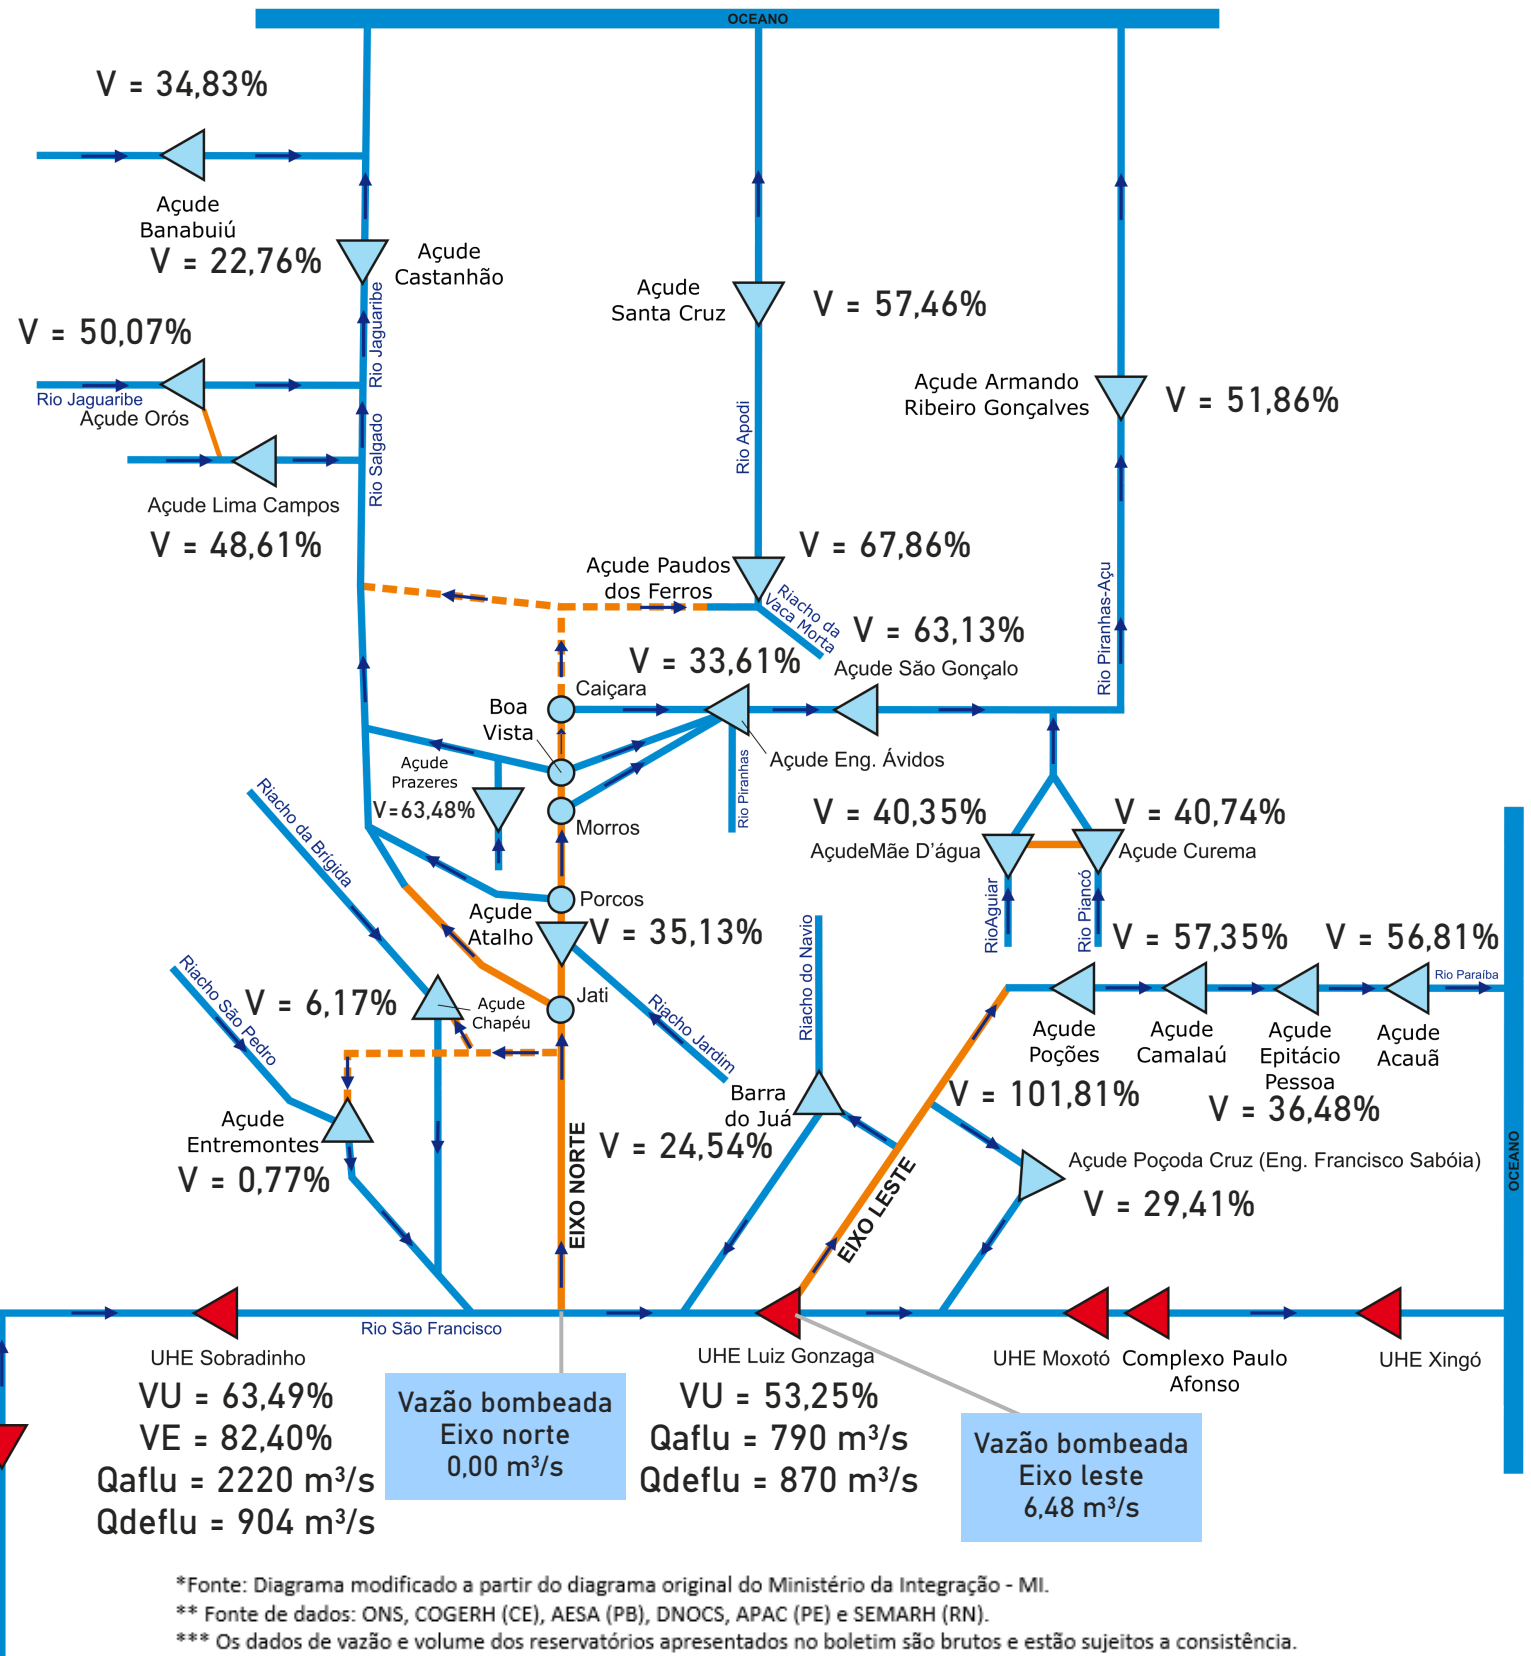 OCEANO
V = 34,83%
Açude
Banabuiú
V = 22,76%
Açude
Castanhão
Rio Jaguaribe
V = 50,07%
Rio Jaguaribe
Açude Orós
Rio Salgado
Açude Lima Campos
V = 48,61%
Açude
Santa Cruz
V = 57,46%
Rio Apodi
Açude Armando
Ribeiro Gonçalves
V = 51,86%
Açude Paudos
dos Ferros
V = 67,86%
Riacho da
Vaca Morta
Rio Piranhas-Açu
V = 63,13%
Açude São Gonçalo
V = 33,61%
Caiçara
Boa
Vista
Açude Eng. Ávidos
Rio Piranhas
Açude
Prazeres
V=63,48%
Morros
Riacho da Brígida
V = 40,35%
AçudeMãe D'água
V = 40,74%
Açude Curema
RioAguiar
Rio Piancó
Porcos
Açude
Atalho
V = 35,13%
Riacho do Navio
V = 57,35%
V = 56,81%
Rio Paraíba
Riacho São Pedro
V = 6,17%
Açude
Chapéu
Jati
Riacho Jardim
Açude
Poções
Açude
Camalaú
Açude
Epitácio
Pessoa
Açude
Acauã
V = 101,81%
V = 36,48%
Barra
do Juá
V = 24,54%
Açude
Entremontes
V = 0,77%
EIXO NORTE
EIXO LESTE
Açude Poçoda Cruz (Eng. Francisco Sabóia)
V = 29,41%
OCEANO
Rio São Francisco
UHE Sobradinho
VU = 63,49%
VE = 82,40%
Qaflu = 2220 m³/s
Qdeflu = 904 m³/s
Vazão bombeada
Eixo norte
0,00 m³/s
UHE Luiz Gonzaga
VU = 53,25%
Qaflu = 790 m³/s
Qdeflu = 870 m³/s
Vazão bombeada
Eixo leste
6,48 m³/s
UHE Moxotó
Complexo Paulo
Afonso
UHE Xingó
*Fonte: Diagrama modificado a partir do diagrama original do Ministério da Integração - MI.
** Fonte de dados: ONS, COGERH (CE), AESA (PB), DNOCS, APAC (PE) e SEMARH (RN).
*** Os dados de vazão e volume dos reservatórios apresentados no boletim são brutos e estão sujeitos a consistência.